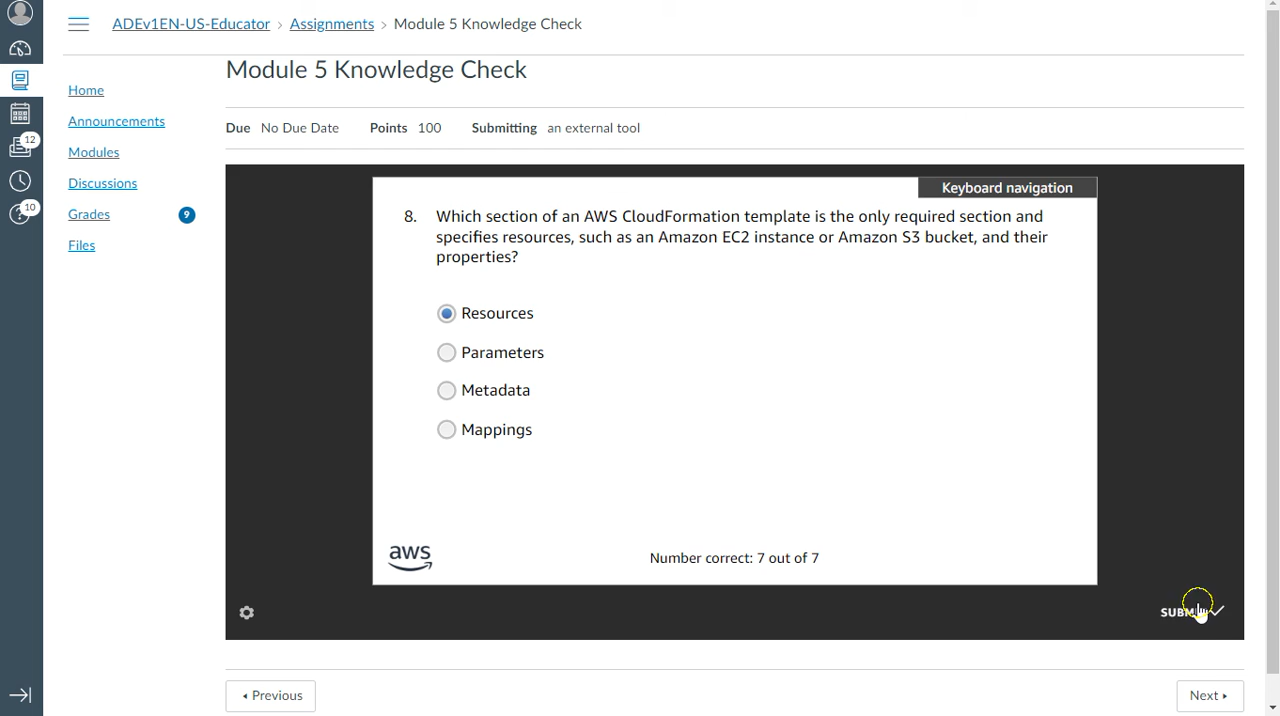 ADEv1EN-US-Educator › Assignments › Module 5 Knowledge Check
Module 5 Knowledge Check
Home
Announcements
Modules
Discussions
Grades 9
Files
12
10
Due No Due Date Points 100 Submitting an external tool
Keyboard navigation
8. Which section of an AWS CloudFormation template is the only required section and
specifies resources, such as an Amazon EC2 instance or Amazon S3 bucket, and their
properties?
Resources
Parameters
Metadata
Mappings
aws
Number correct: 7 out of 7
SUBMIT
Previous
Next